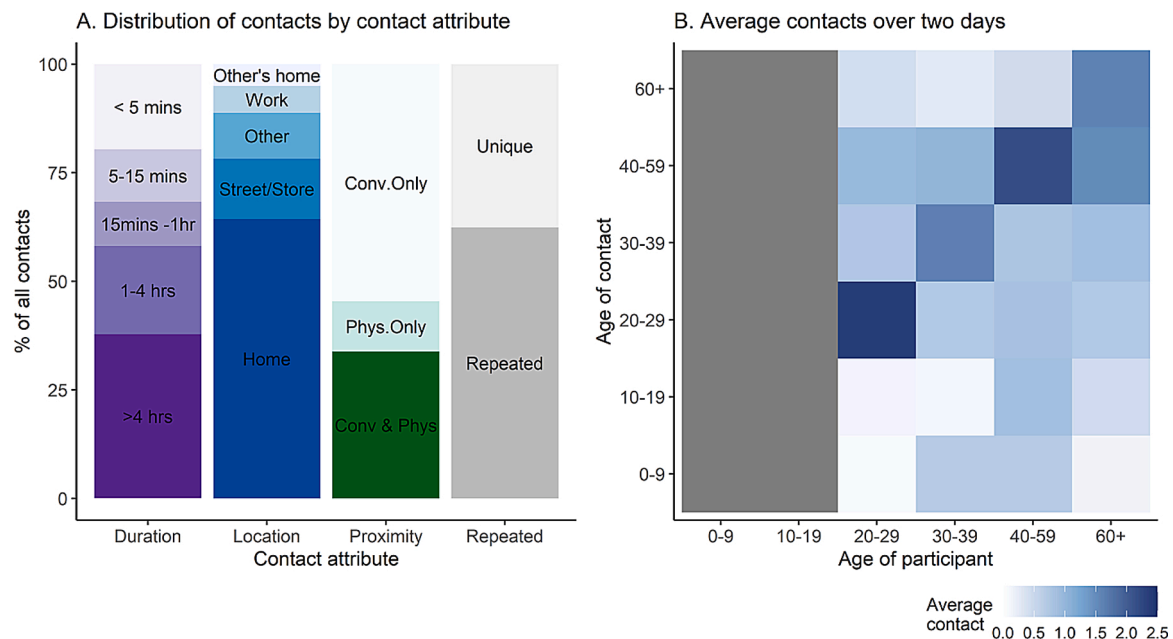 A. Distribution of contacts by contact attribute
% of all contacts
100
75
50
25
0
< 5 mins
5-15 mins
15mins -1hr
1-4 hrs
>4 hrs
Other's home
Work
Other
Street/Store
Home
Conv.Only
Phys.Only
Conv & Phys
Unique
Repeated
Duration Location Proximity Repeated
Contact attribute
B. Average contacts over two days
Age of contact
60+
40-59
30-39
20-29
10-19
0-9
0-9 10-19 20-29 30-39 40-59 60+
Age of participant
Average
contact
0.0 0.5 1.0 1.5 2.0 2.5